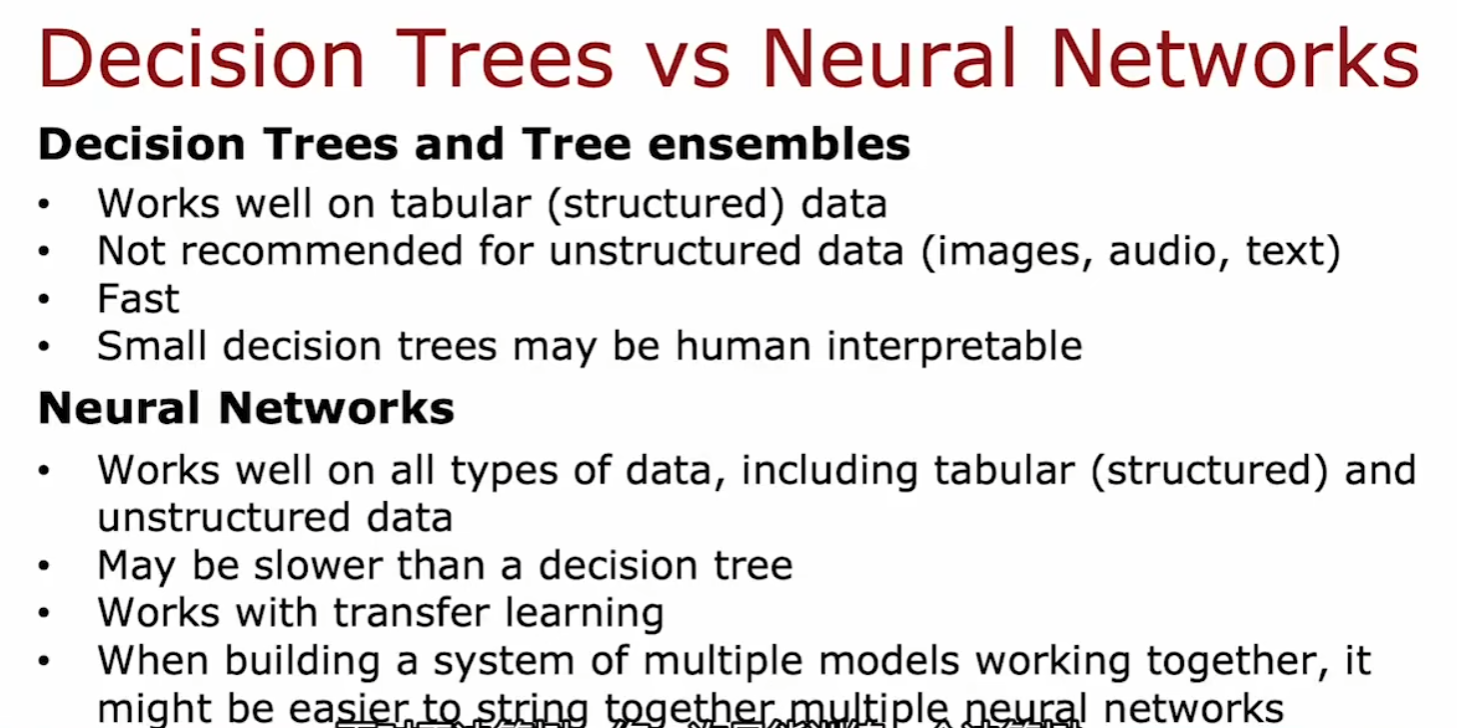 Decision Trees vs Neural Networks
Decision Trees and Tree ensembles
• Works well on tabular (structured) data
• Not recommended for unstructured data (images, audio, text)
• Fast
• Small decision trees may be human interpretable
Neural Networks
• Works well on all types of data, including tabular (structured) and
unstructured data
• May be slower than a decision tree
• Works with transfer learning
• When building a system of multiple models working together, it
might be easier to string together multiple neural networks